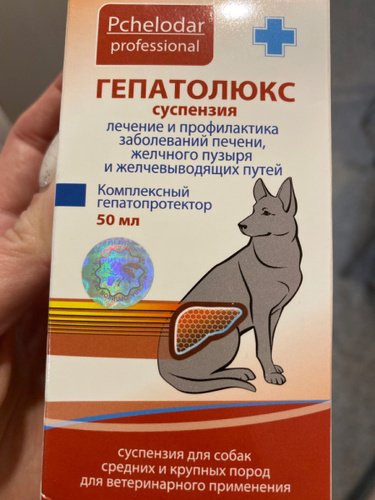 Pchelodar
professional
ГЕПАТОЛЮКС
суспензия
лечение и профилактика
заболеваний печени,
желчного пузыря
и желчевыводящих путей
Комплексный
гепатопротектор
50 мл
суспензия для собак
средних и крупных пород
для ветеринарного применения